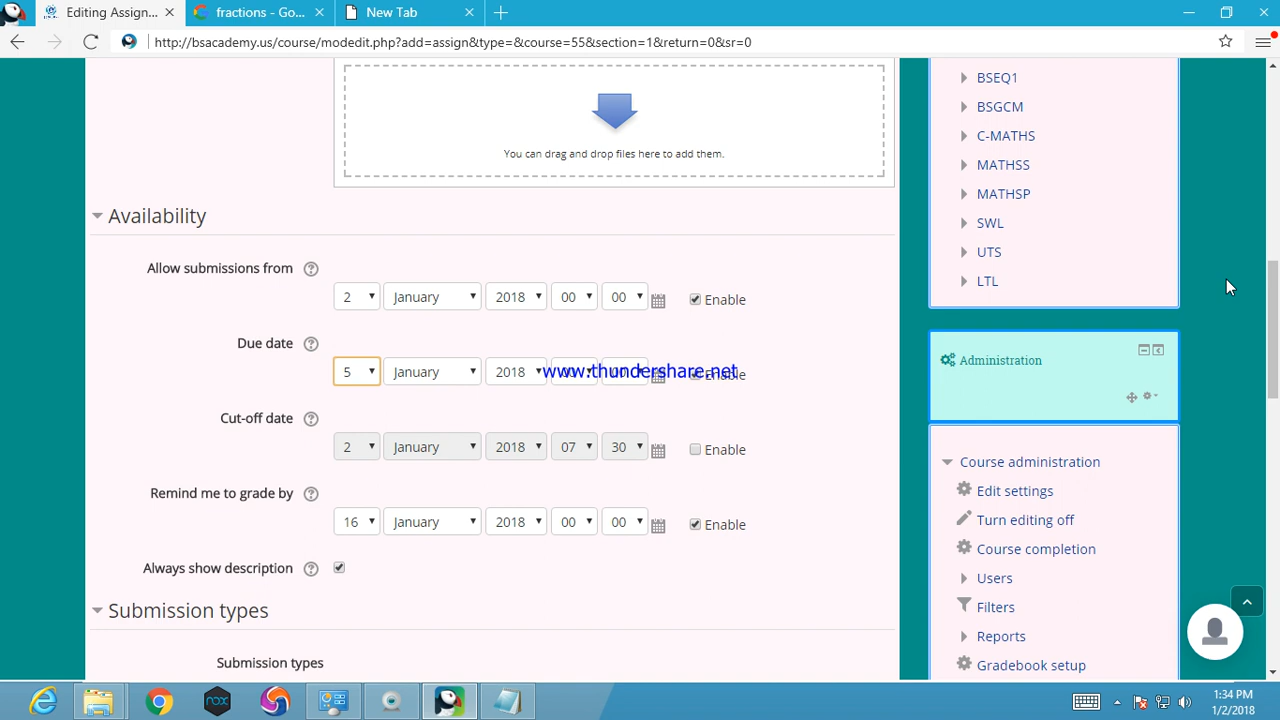 Editing Assignm... × fractions - Go... × New Tab × +
http://bsacademy.us/course/modedit.php?add=assign&type=&course=55&section=1&return=0&sr=0
BSEQ1
BSGCM
C-MATHS
MATHSS
MATHSP
SWL
UTS
LTL
You can drag and drop files here to add them.
Availability
Allow submissions from
2 January 2018 00 00 Enable
Due date
5 January 2018 Enable
www.thundershare.net
Cut-off date
2 January 2018 07 30 Enable
Remind me to grade by
16 January 2018 00 00 Enable
Always show description
Submission types
Submission types
Administration
Course administration
Edit settings
Turn editing off
Course completion
Users
Filters
Reports
Gradebook setup
nox
1:34 PM
1/2/2018